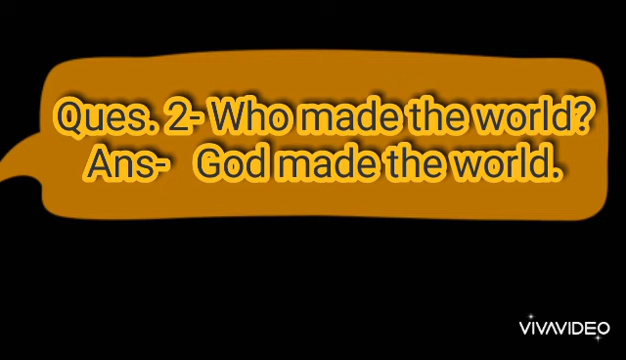 Ques. 2- Who made the world?
Ans- God made the world.
VIVAVIDEO